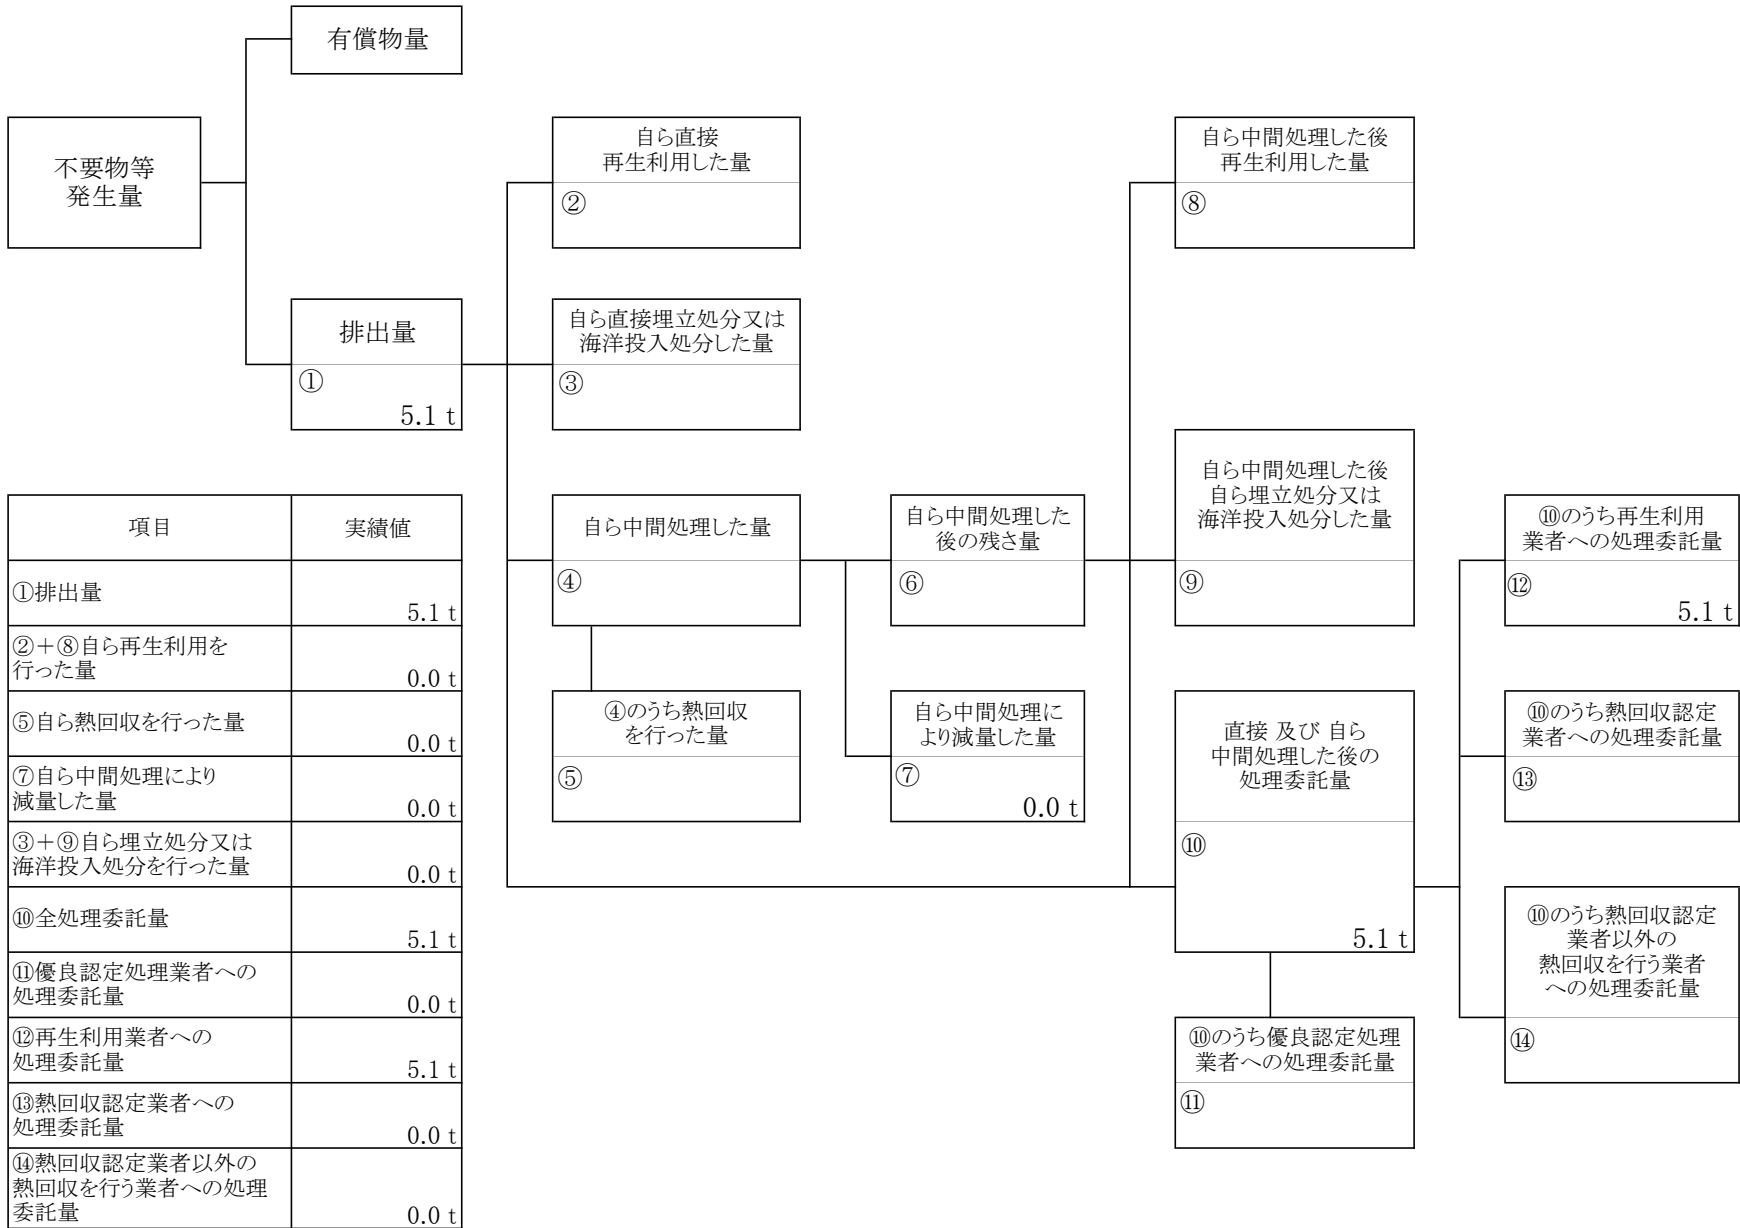 有償物量
不要物等
発生量
自ら直接
再生利用した量
②
自ら中間処理した後
再生利用した量
⑧
排出量
①
5.1 t
自ら直接埋立処分又は
海洋投入処分した量
③
自ら中間処理した量
④
自ら中間処理した
後の残さ量
⑥
自ら中間処理した後
自ら埋立処分又は
海洋投入処分した量
⑨
⑩のうち再生利用
業者への処理委託量
⑫
5.1 t
④のうち熱回収
を行った量
⑤
自ら中間処理に
より減量した量
⑦
0.0 t
直接 及び 自ら
中間処理した後の
処理委託量
⑩
5.1 t
⑩のうち熱回収認定
業者への処理委託量
⑬
⑩のうち熱回収認定
業者以外の
熱回収を行う業者
への処理委託量
⑭
⑩のうち優良認定処理
業者への処理委託量
⑪
項目 実績値
①排出量
5.1 t
②＋⑧自ら再生利用を
行った量
0.0 t
⑤自ら熱回収を行った量
0.0 t
⑦自ら中間処理により
減量した量
0.0 t
③＋⑨自ら埋立処分又は
海洋投入処分を行った量
0.0 t
⑩全処理委託量
5.1 t
⑪優良認定処理業者への
処理委託量
0.0 t
⑫再生利用業者への
処理委託量
5.1 t
⑬熱回収認定業者への
処理委託量
0.0 t
⑭熱回収認定業者以外の
熱回収を行う業者への処理
委託量
0.0 t